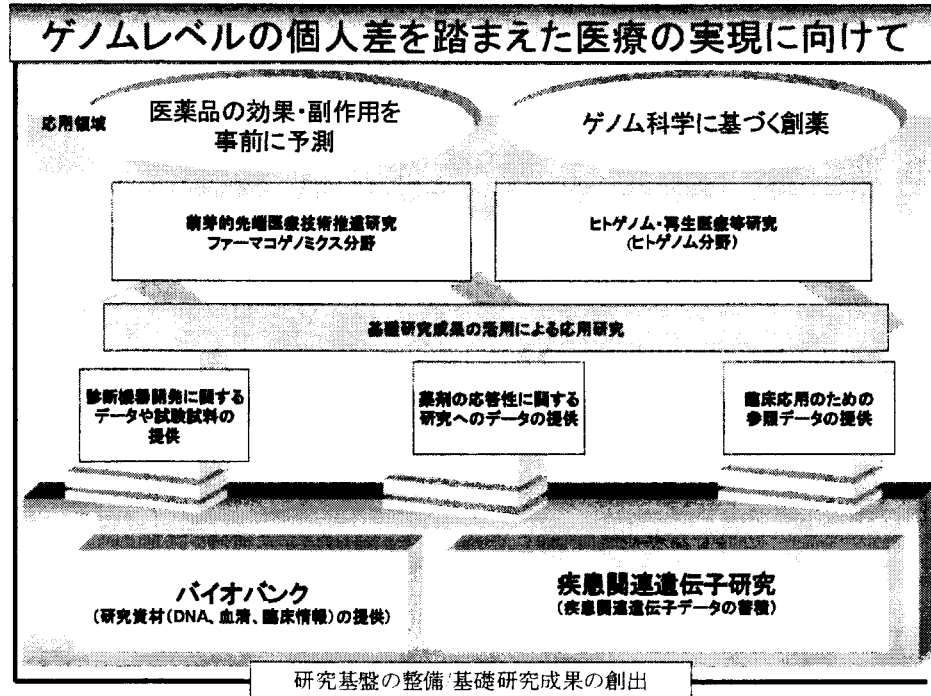 ゲノムレベルの個人差を踏まえた医療の実現に向けて
応用領域
医薬品の効果・副作用を
事前に予測
ゲノム科学に基づく創薬
萌芽的先端医療技術推進研究
ファーマコゲノミクス分野
ヒトゲノム・再生医療等研究
(ヒトゲノム分野)
基礎研究成果の活用による応用研究
診断機器開発に関する
データや試験試料の
提供
薬剤の応答性に関する
研究へのデータの提供
臨床応用のための
参照データの提供
バイオバンク
(研究資材(DNA、血清、臨床情報)の提供)
疾患関連遺伝子研究
(疾患関連遺伝子データの蓄積)
研究基盤の整備/基礎研究成果の創出